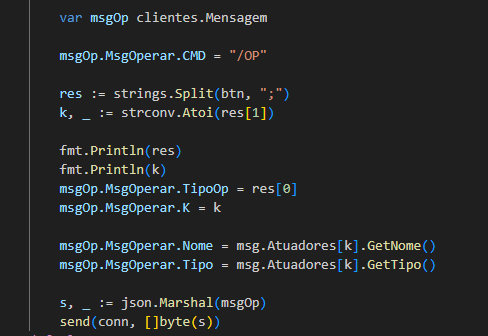 var msgOp clientes.Mensagem
msgOp.MsgOperar.CMD = "/OP"
res := strings.Split(btn, ";")
k, _ := strconv.Atoi(res[1])
fmt.Println(res)
fmt.Println(k)
msgOp.MsgOperar.TipoOp = res[0]
msgOp.MsgOperar.K = k
msgOp.MsgOperar.Nome = msg.Atuadores[k].GetNome()
msgOp.MsgOperar.Tipo = msg.Atuadores[k].GetTipo()
s, _ := json.Marshal(msgOp)
send(conn, []byte(s))